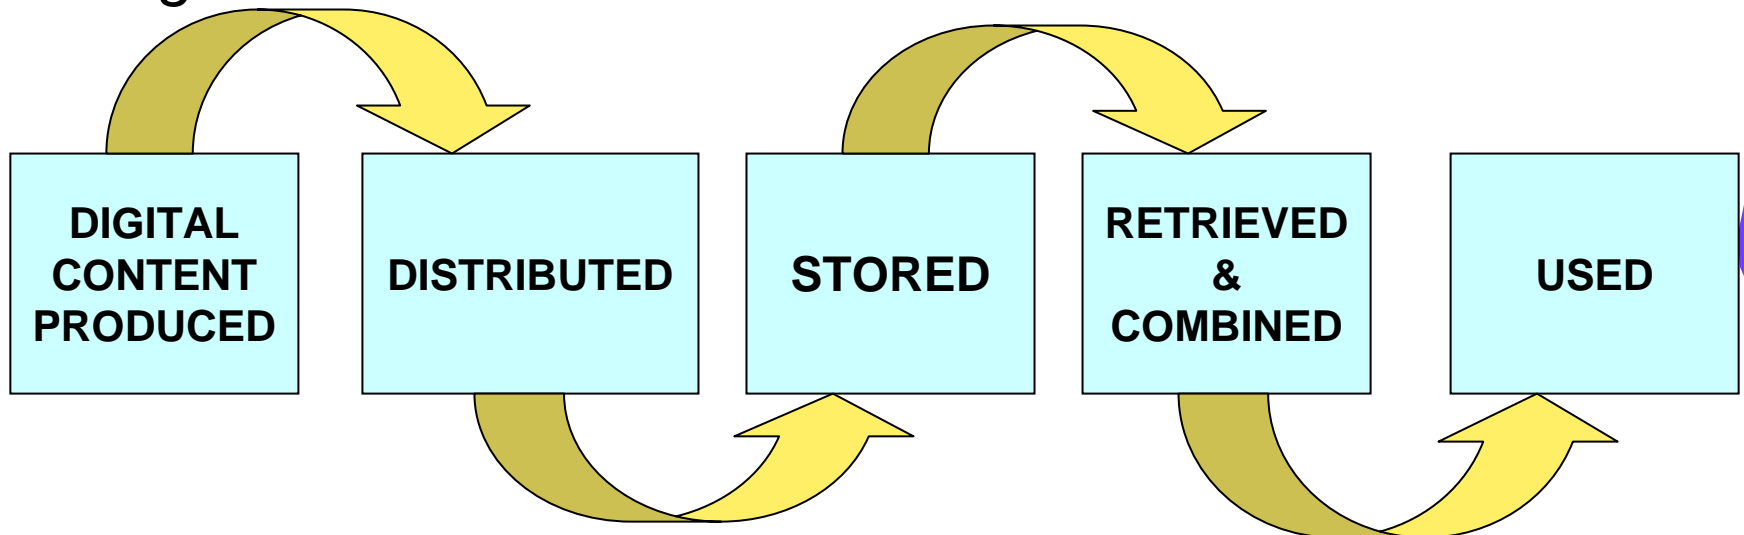 DIGITAL
CONTENT
PRODUCED
DISTRIBUTED
STORED
RETRIEVED
&
COMBINED
USED